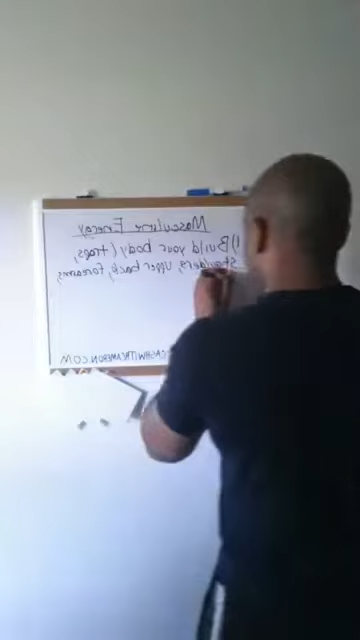 Masculine Energy
1) Build your body (traps,
shoulders, upper back, forearms,
CASHWITHCAMERON.COM